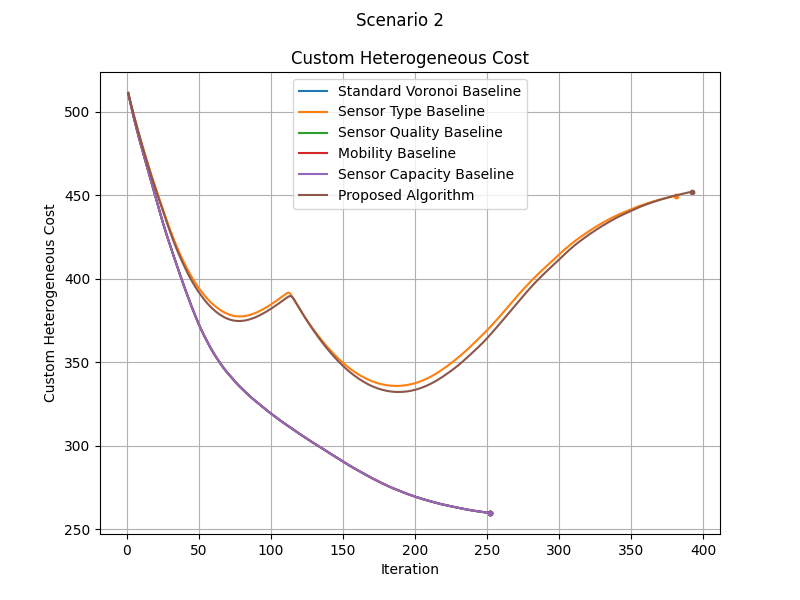 Scenario 2
Custom Heterogeneous Cost
Standard Voronoi Baseline
Sensor Type Baseline
Sensor Quality Baseline
Mobility Baseline
Sensor Capacity Baseline
Proposed Algorithm
Custom Heterogeneous Cost
500
450
400
350
300
250
0 50 100 150 200 250 300 350 400
Iteration